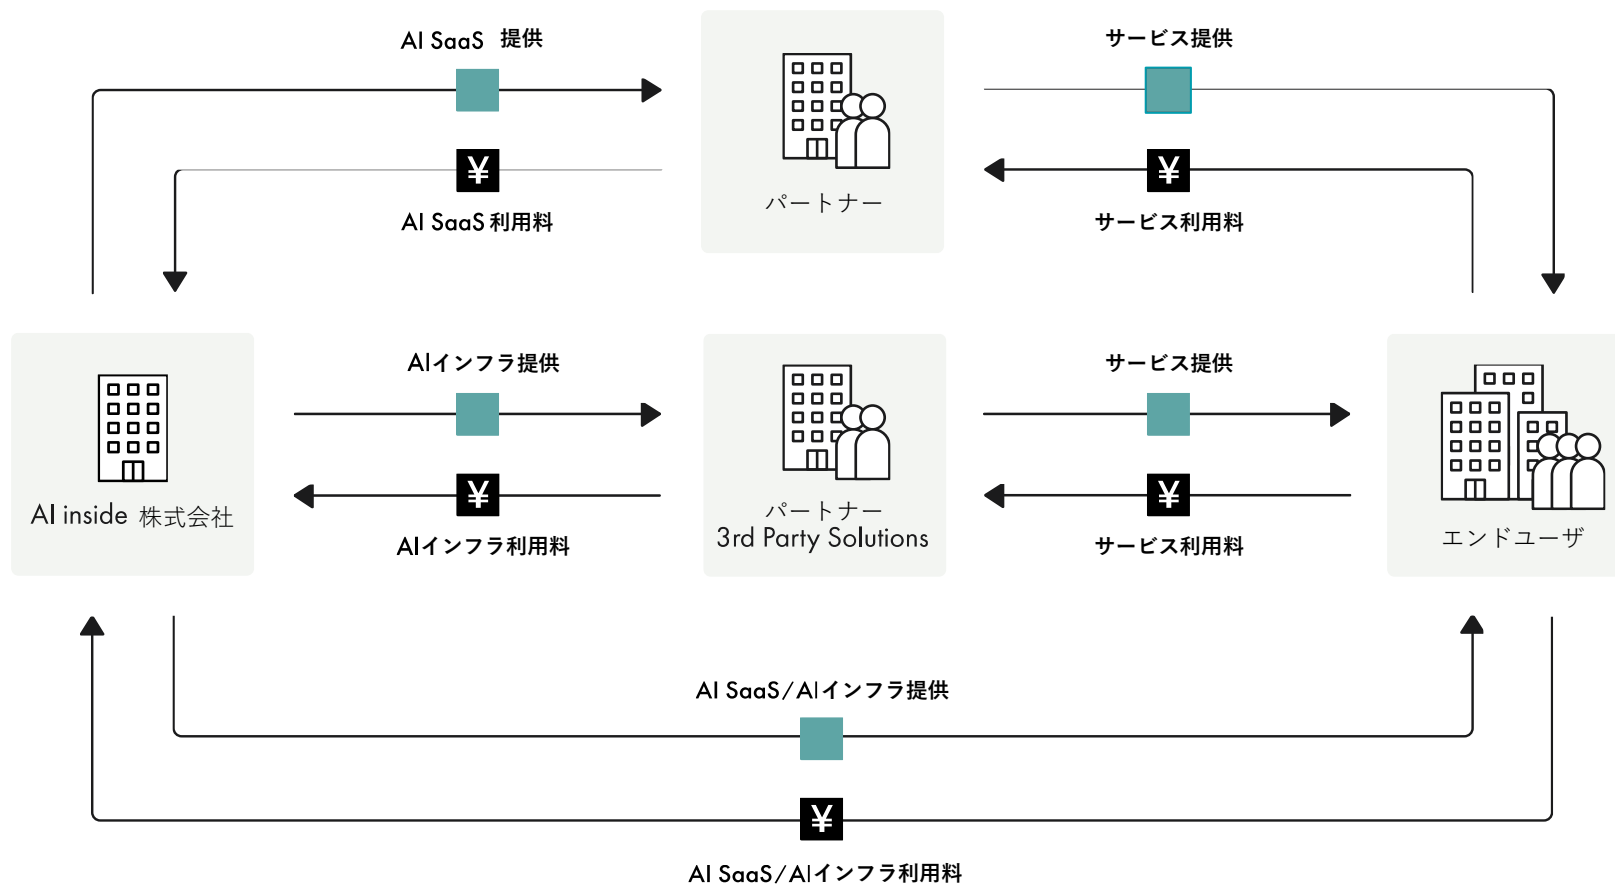 AI SaaS 提供
サービス提供
¥
¥
パートナー
AI SaaS 利用料
サービス利用料
AIインフラ提供
サービス提供
¥
¥
AI inside 株式会社
パートナー
3rd Party Solutions
エンドユーザ
AIインフラ利用料
サービス利用料
AI SaaS/AIインフラ提供
¥
AI SaaS/AIインフラ利用料